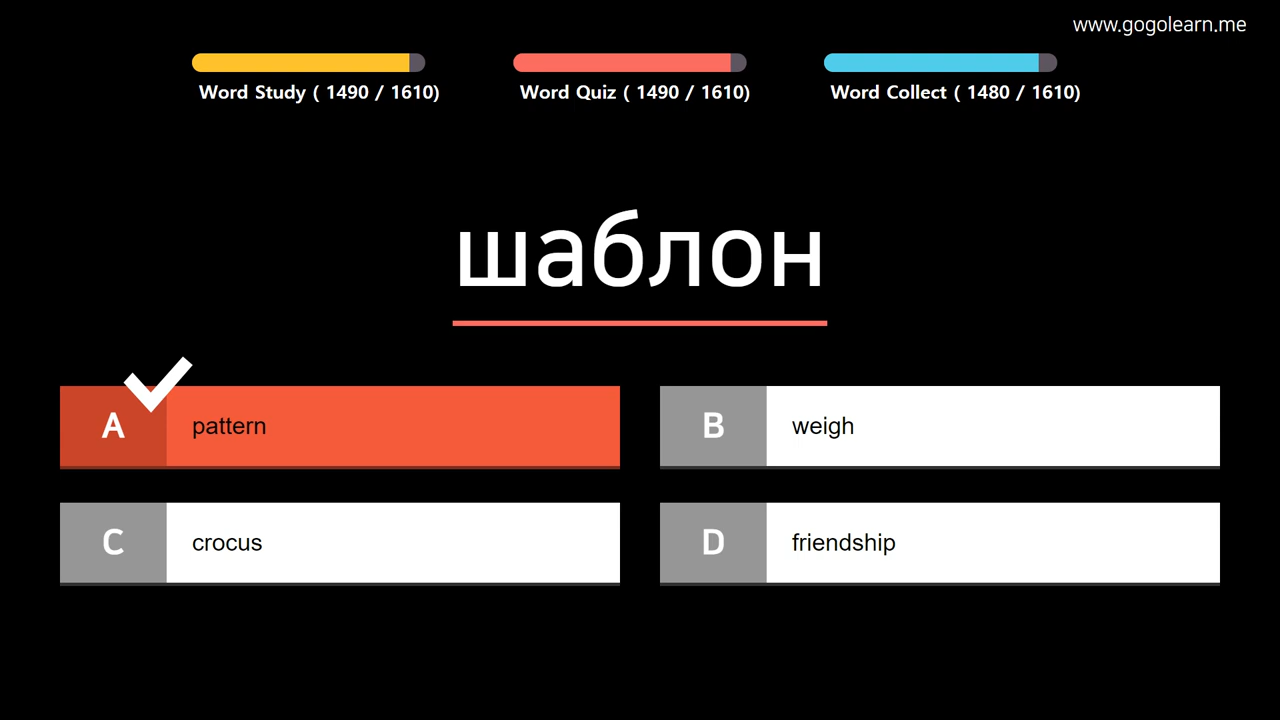 www.gogolearn.me
Word Study ( 1490 / 1610)
Word Quiz ( 1490 / 1610)
Word Collect ( 1480 / 1610)
шаблон
A pattern
B weigh
C crocus
D friendship